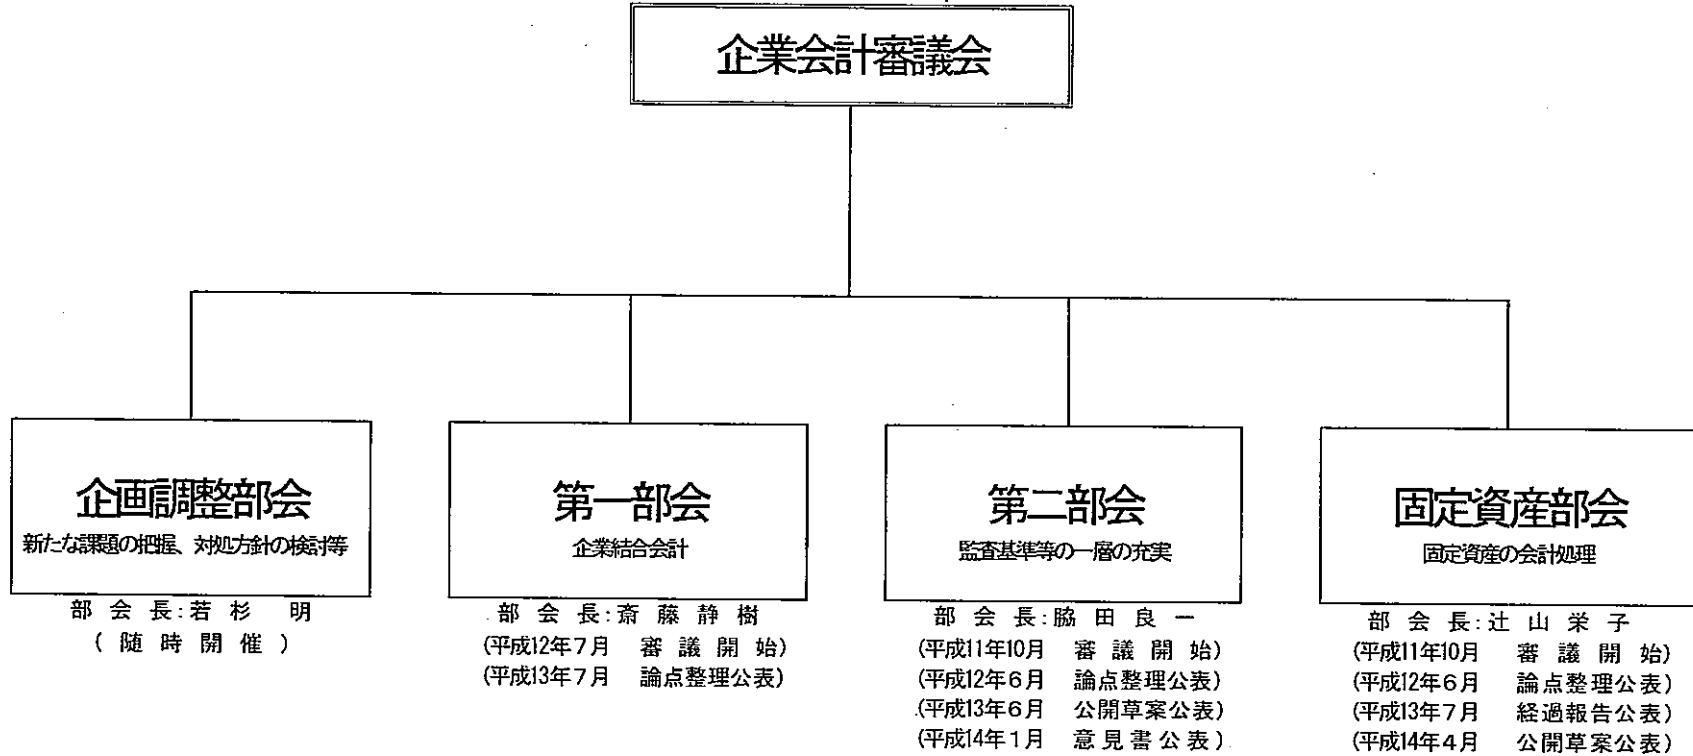 企業会計審議会
企画調整部会
新たな課題の把握、対処方針の検討等
部会長:若杉 明
(随時開催)
第一部会
企業結合会計
部会長:斎藤静樹
(平成12年7月 審議開始)
(平成13年7月 論点整理公表)
第二部会
監査基準等の一層の充実
部会長:脇田良一
(平成11年10月 審議開始)
(平成12年6月 論点整理公表)
(平成13年6月 公開草案公表)
(平成14年1月 意見書公表)
固定資産部会
固定資産の会計処理
部会長:辻山栄子
(平成11年10月 審議開始)
(平成12年6月 論点整理公表)
(平成13年7月 経過報告公表)
(平成14年4月 公開草案公表)